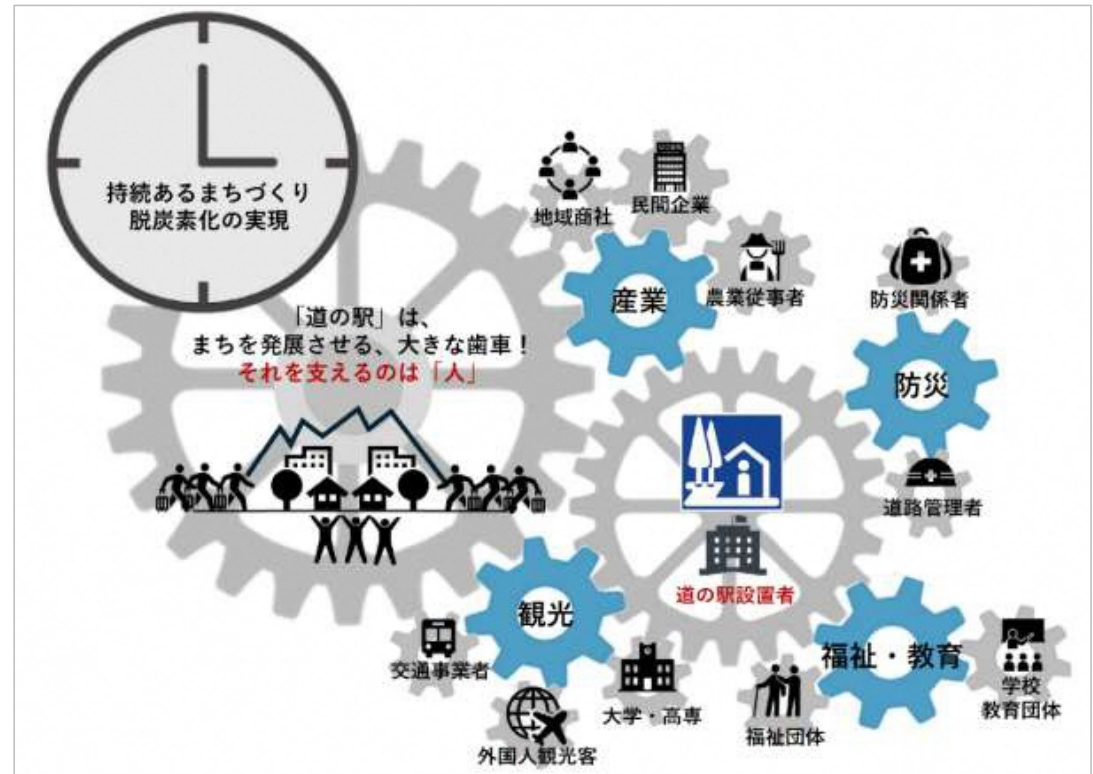 持続あるまちづくり
脱炭素化の実現
「道の駅」は、
まちを発展させる、大きな歯車！
それを支えるのは「人」
地域商社
民間企業
産業
農業従事者
防災関係者
防災
道路管理者
道の駅設置者
観光
交通事業者
外国人観光客
大学・高専
福祉・教育
福祉団体
学校
教育団体